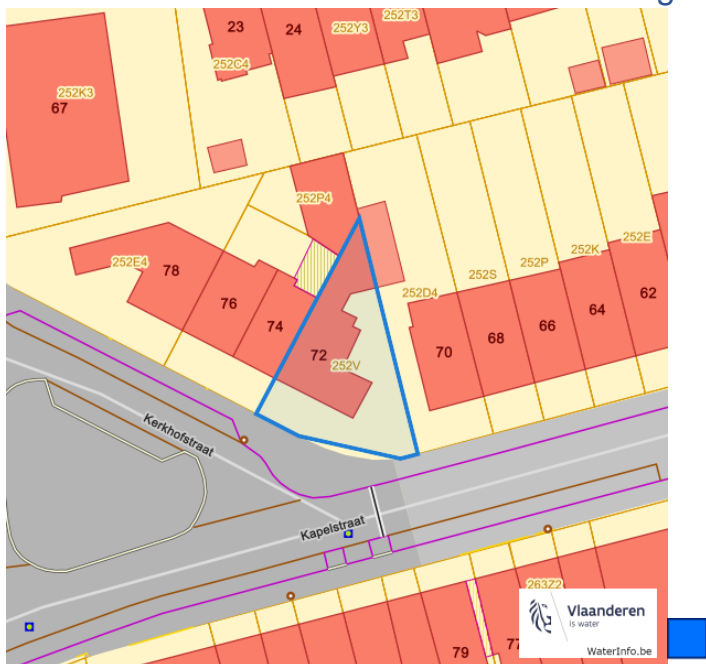 23
24
252Y3
252T3
252C4
252K3
67
252P4
252E4
78
76
74
72
252V
252D4
252S
252P
252K
252E
70
68
66
64
62
Kerkhofstraat
Kapelstraat
263Z2
79
Vlaanderen
is water
WaterInfo.be